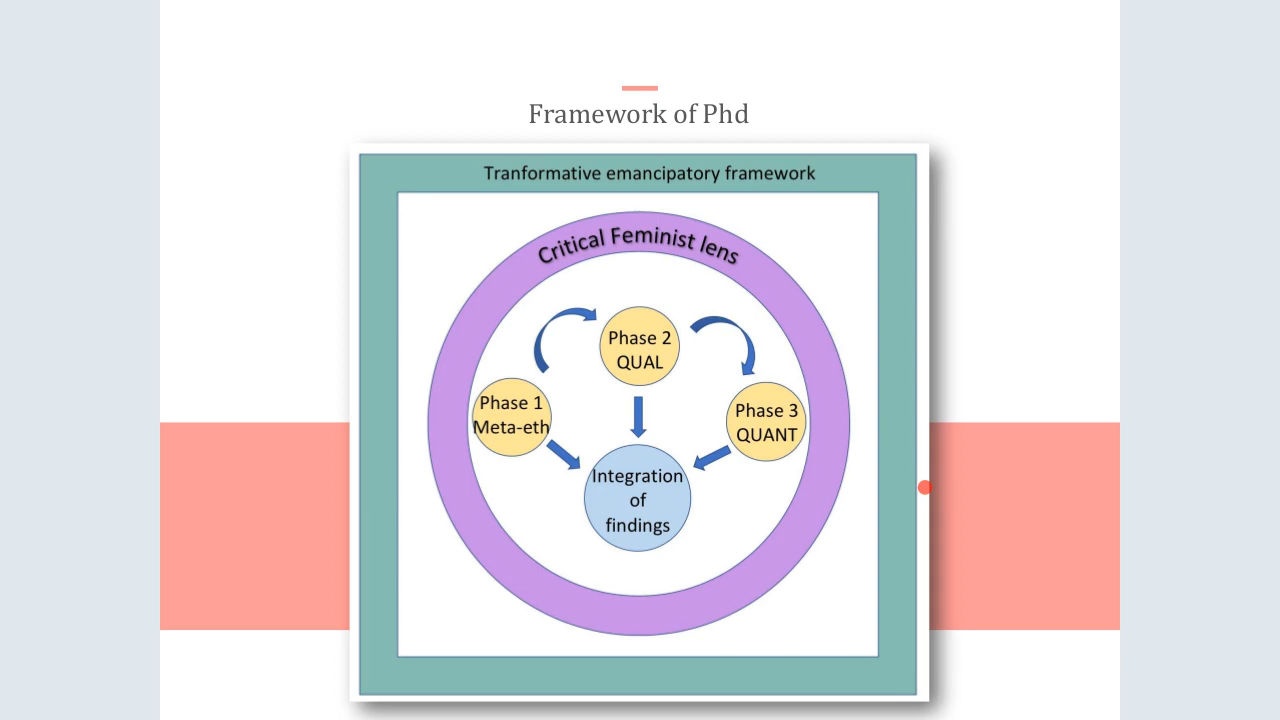 Framework of Phd
Tranformative emancipatory framework
Critical Feminist lens
Phase 2
QUAL
Phase 1
Meta-eth
Phase 3
QUANT
Integration
of
findings